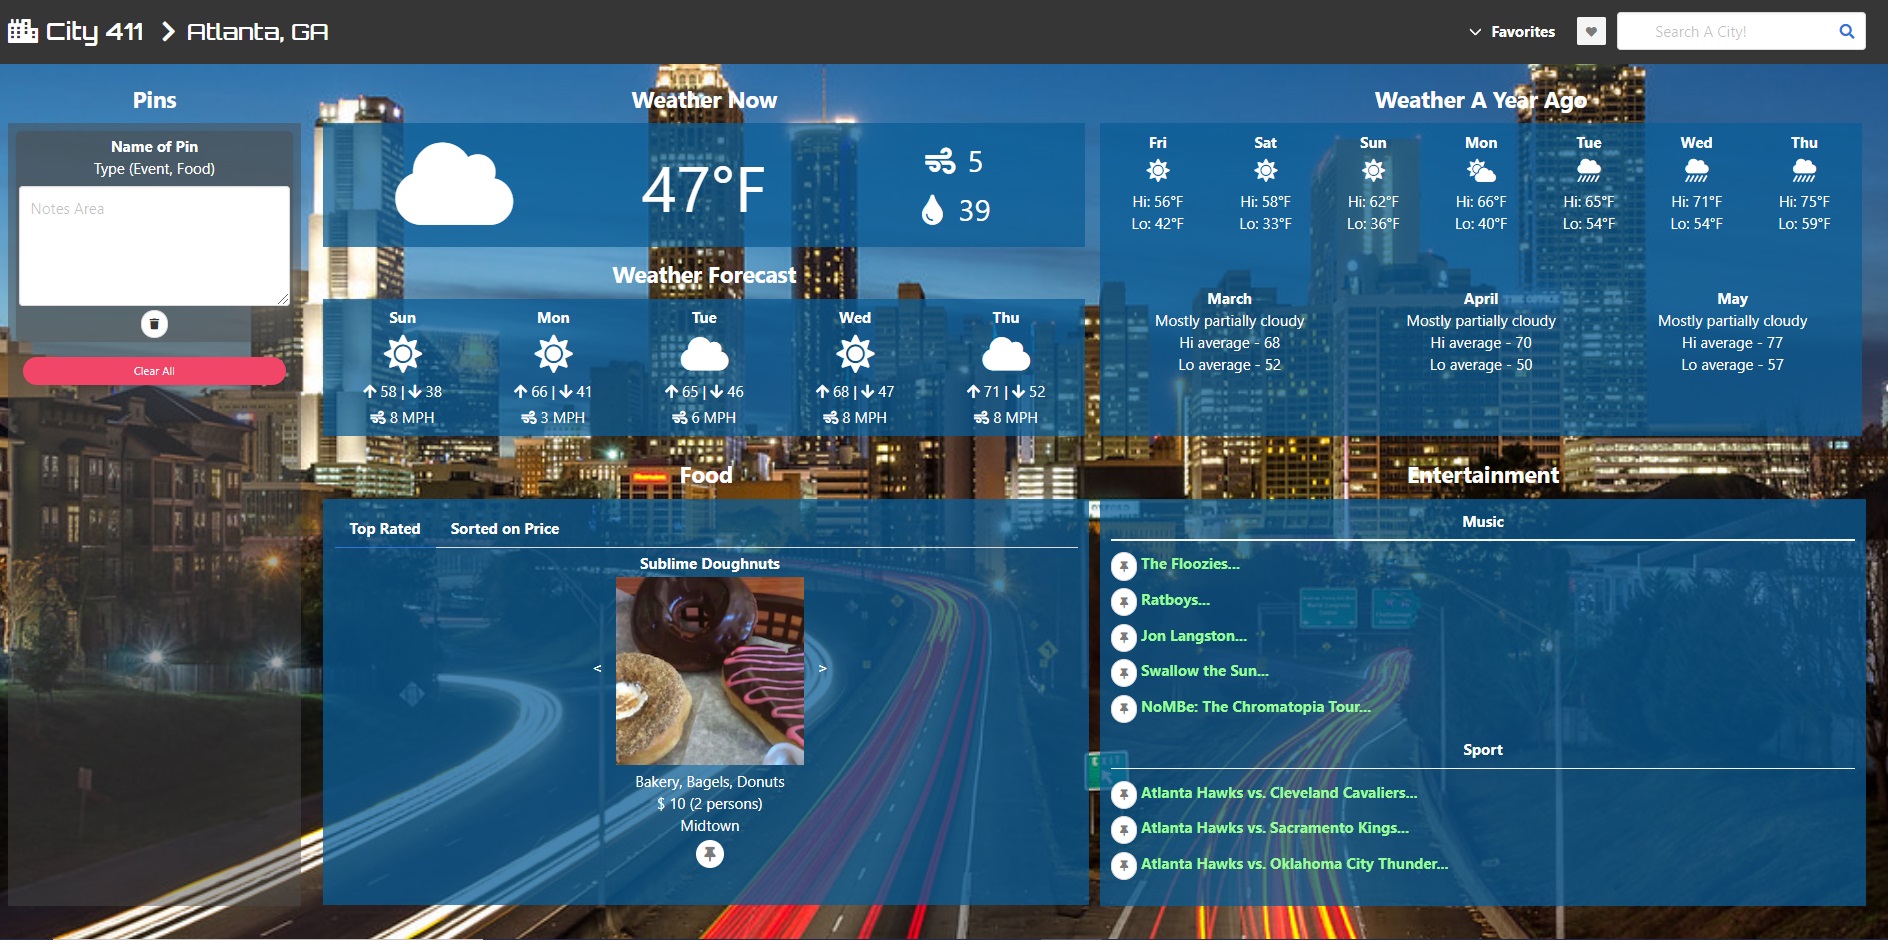 City 411 Atlanta, GA
Favorites
Search A City!
Pins
Name of Pin
Type (Event, Food)
Notes Area
Clear All
Weather Now
47°F
5
39
Weather Forecast
Sun Mon Tue Wed Thu
58 | 38 66 | 41 65 | 46 68 | 47 71 | 52
8 MPH 3 MPH 6 MPH 8 MPH 8 MPH
Weather A Year Ago
Fri Sat Sun Mon Tue Wed Thu
Hi: 56°F Hi: 58°F Hi: 62°F Hi: 66°F Hi: 65°F Hi: 71°F Hi: 75°F
Lo: 42°F Lo: 33°F Lo: 36°F Lo: 40°F Lo: 54°F Lo: 54°F Lo: 59°F
March April May
Mostly partially cloudy Mostly partially cloudy Mostly partially cloudy
Hi average - 68 Hi average - 70 Hi average - 77
Lo average - 52 Lo average - 50 Lo average - 57
Food
Top Rated Sorted on Price
Sublime Doughnuts
< >
Bakery, Bagels, Donuts
$ 10 (2 persons)
Midtown
Entertainment
Music
The Floozies...
Ratboys...
Jon Langston...
Swallow the Sun...
NoMBe: The Chromatopia Tour...
Sport
Atlanta Hawks vs. Cleveland Cavaliers...
Atlanta Hawks vs. Sacramento Kings...
Atlanta Hawks vs. Oklahoma City Thunder...
EXIT